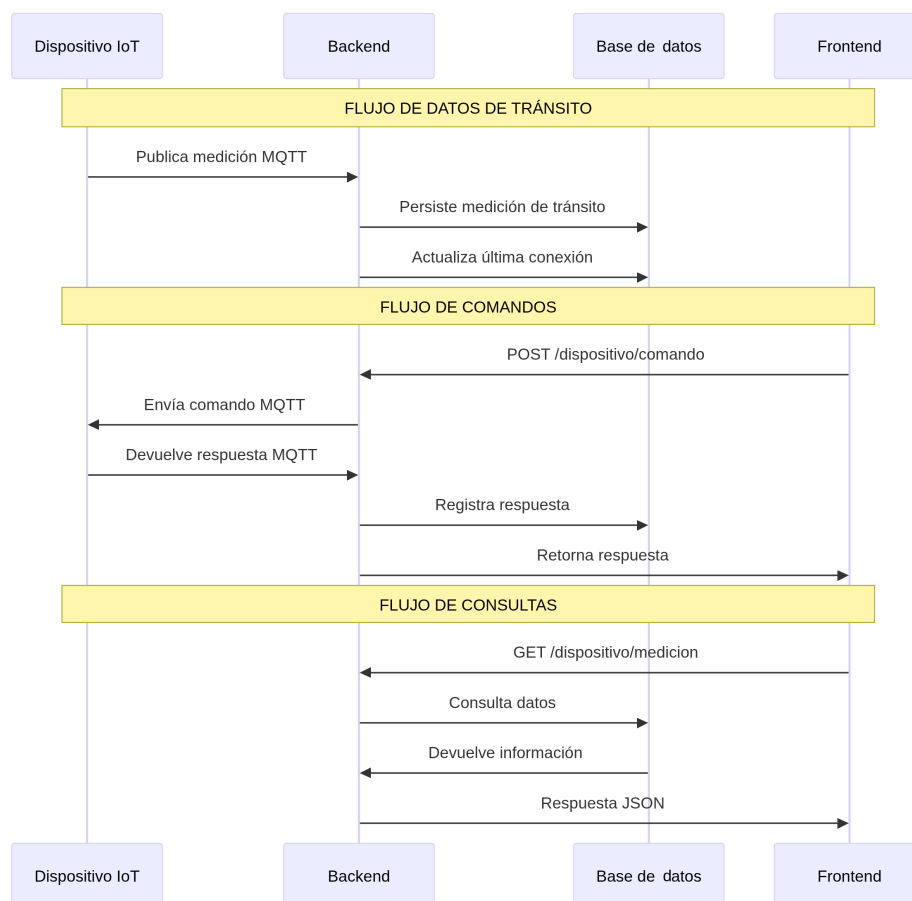 Dispositivo IoT
Backend
Base de datos
Frontend
FLUJO DE DATOS DE TRÁNSITO
Publica medición MQTT
Persiste medición de tránsito
Actualiza última conexión
FLUJO DE COMANDOS
POST /dispositivo/comando
Envía comando MQTT
Devuelve respuesta MQTT
Registra respuesta
Retorna respuesta
FLUJO DE CONSULTAS
GET /dispositivo/medicion
Consulta datos
Devuelve información
Respuesta JSON
Dispositivo IoT
Backend
Base de datos
Frontend